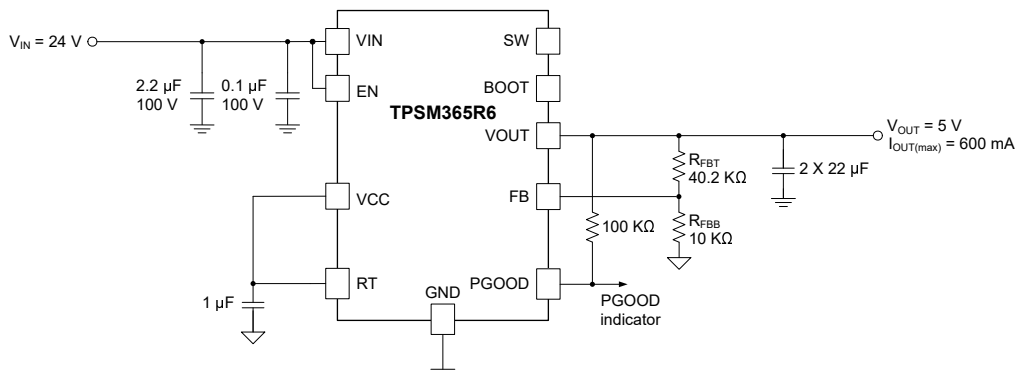 V_IN = 24 V
2.2 µF
100 V
0.1 µF
100 V
VIN
EN
VCC
RT
1 µF
TPSM365R6
GND
SW
BOOT
VOUT
FB
PGOOD
100 KΩ
R_FBT
40.2 KΩ
R_FBB
10 KΩ
PGOOD
indicator
2 X 22 µF
V_OUT = 5 V
I_OUT(max) = 600 mA